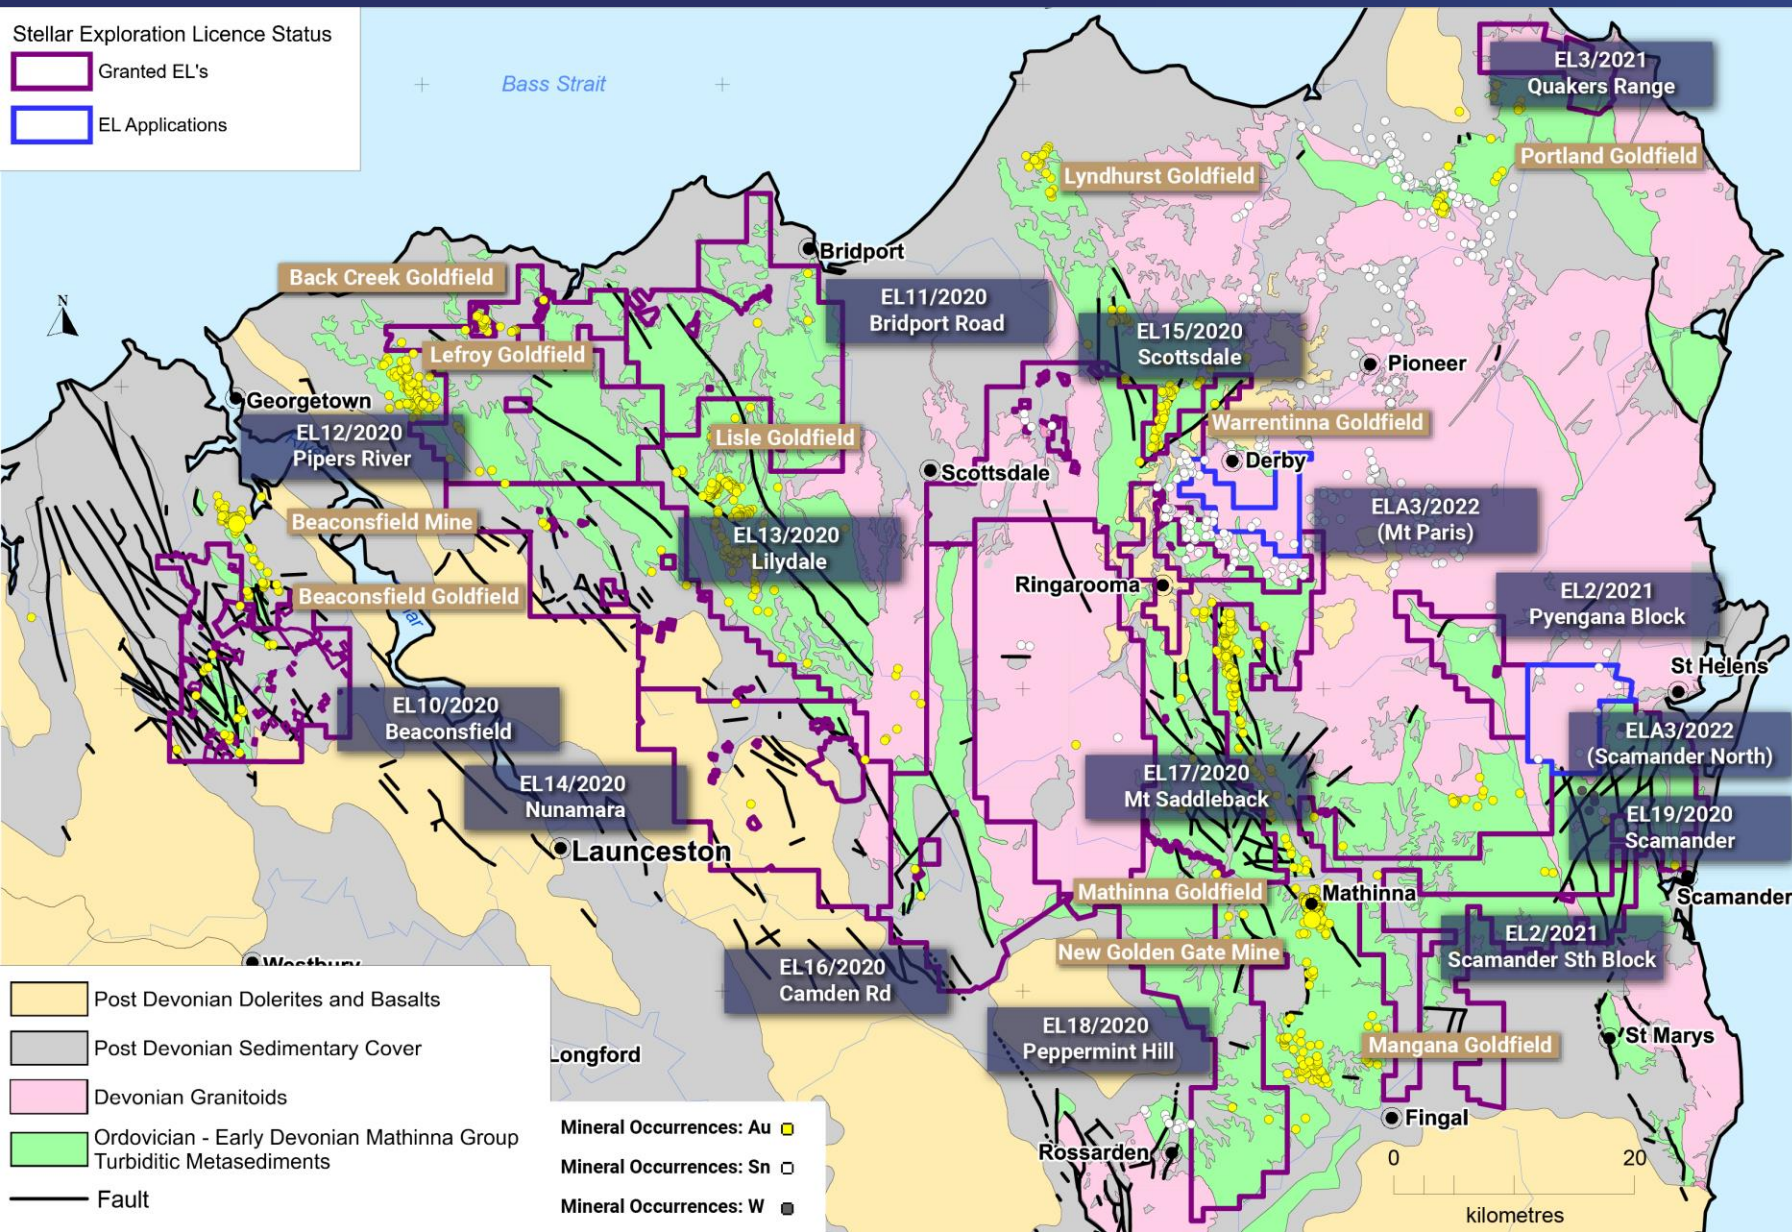 Stellar Exploration Licence Status
Granted EL's
EL Applications
Bass Strait
EL3/2021
Quakers Range
Portland Goldfield
Lyndhurst Goldfield
Bridport
Back Creek Goldfield
EL11/2020
Bridport Road
N
EL15/2020
Scottsdale
Lefroy Goldfield
Pioneer
Georgetown
Warrentinna Goldfield
EL12/2020
Pipers River
Lisle Goldfield
Scottsdale
Derby
Beaconsfield Mine
ELA3/2022
(Mt Paris)
EL13/2020
Lilydale
Ringarooma
Beaconsfield Goldfield
EL2/2021
Pyengana Block
St Helens
EL10/2020
Beaconsfield
ELA3/2022
(Scamander North)
EL14/2020
Nunamara
EL17/2020
Mt Saddleback
EL19/2020
Scamander
Launceston
Mathinna Goldfield
Mathinna
Scamander
EL2/2021
Scamander Sth Block
New Golden Gate Mine
Westbury
EL16/2020
Camden Rd
Post Devonian Dolerites and Basalts
Post Devonian Sedimentary Cover
Devonian Granitoids
Ordovician - Early Devonian Mathinna Group
Turbiditic Metasediments
Fault
Longford
EL18/2020
Peppermint Hill
Mangana Goldfield
St Marys
Fingal
Rossarden
Mineral Occurrences: Au
Mineral Occurrences: Sn
Mineral Occurrences: W
0 20
kilometres